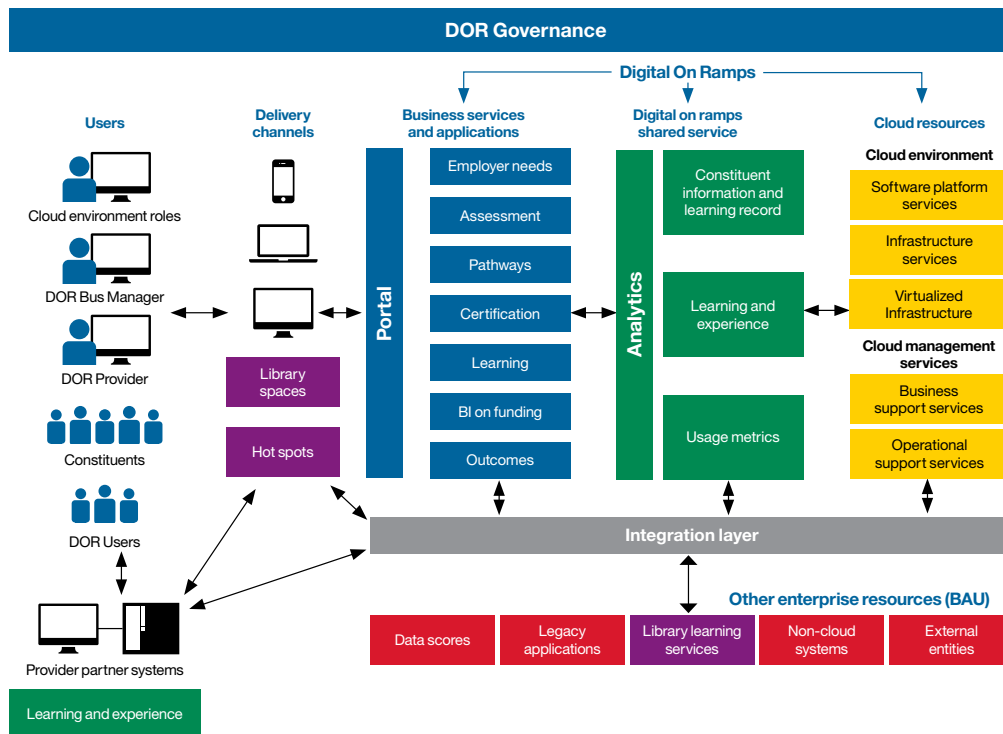 DOR Governance
Digital On Ramps
Users
Delivery
channels
Business services
and applications
Digital on ramps
shared service
Cloud resources
Cloud environment roles
DOR Bus Manager
DOR Provider
Constituents
DOR Users
Provider partner systems
Learning and experience
Library
spaces
Hot spots
Portal
Employer needs
Assessment
Pathways
Certification
Learning
BI on funding
Outcomes
Analytics
Constituent
information and
learning record
Learning and
experience
Usage metrics
Cloud environment
Software platform
services
Infrastructure
services
Virtualized
Infrastructure
Cloud management
services
Business
support services
Operational
support services
Integration layer
Other enterprise resources (BAU)
Data scores
Legacy
applications
Library learning
services
Non-cloud
systems
External
entities